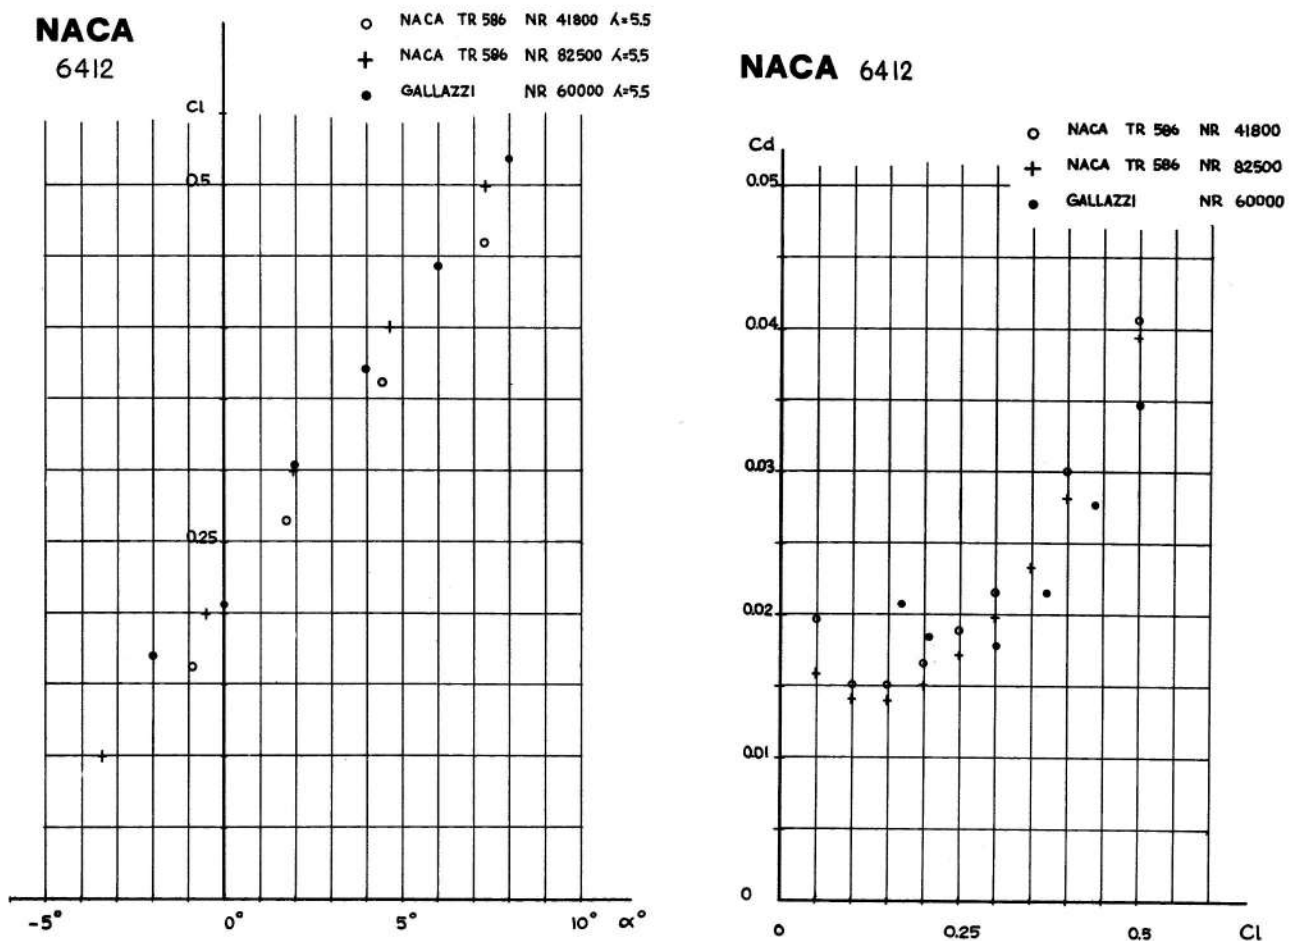 NACA
6412
NACA TR 586 NR 41800 λ=5.5
NACA TR 586 NR 82500 λ=5.5
GALLAZZI NR 60000 λ=5.5
Cl
0.5
0.25
-5° 0° 5° 10° α°
NACA 6412
NACA TR 586 NR 41800
NACA TR 586 NR 82500
GALLAZZI NR 60000
Cd
0.05
0.04
0.03
0.02
0.01
0
0 0.25 0.5 Cl